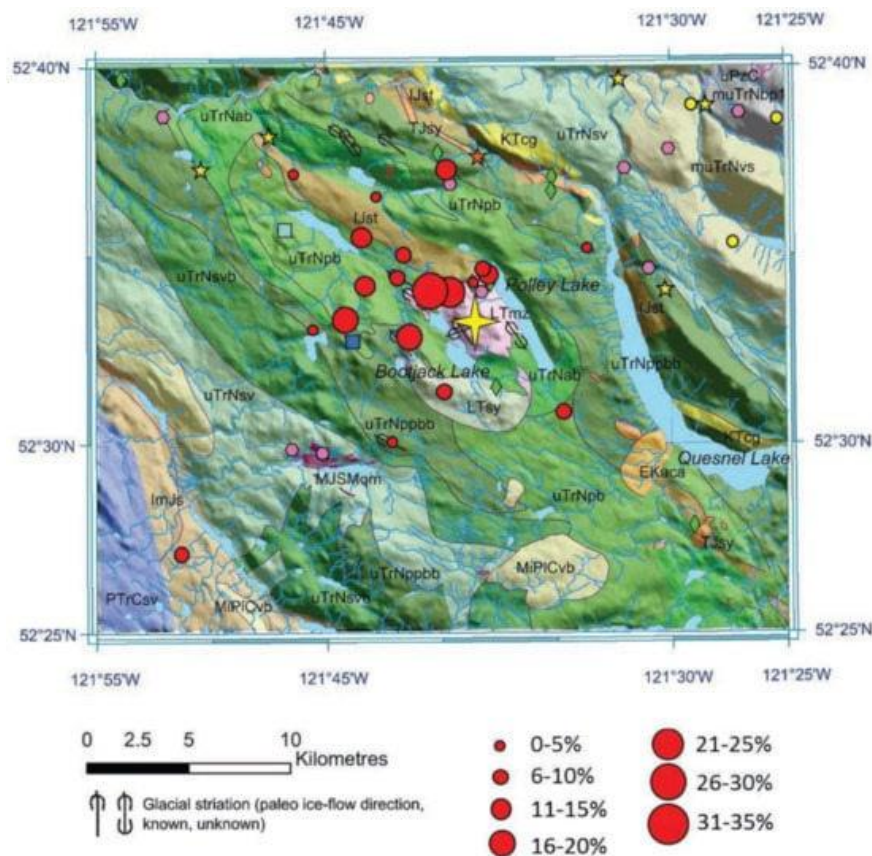 121°55'W
121°45'W
121°30'W
121°25'W
52°40'N
52°40'N
uTrNab
IJst
TJsy
KTcg
uTrNsv
uPzC
muTrNbp1
muTrNvs
uTrNpb
uTrNsvb
uTrNpb
Polley Lake
LTmz
IJst
uTrNppbb
Bootjack Lake
uTrNab
uTrNsv
LTsy
uTrNppbb
52°30'N
52°30'N
KTcg
Quesnel Lake
EKaca
MJSMqm
uTrNpb
lmJs
TJsy
MiPlCvb
uTrNppbb
PTrCsv
MiPlCvb
52°25'N
52°25'N
121°55'W
121°45'W
121°30'W
121°25'W
0 2.5 5 10
Kilometres
Glacial striation (paleo ice-flow direction,
known, unknown)
0-5%
6-10%
11-15%
16-20%
21-25%
26-30%
31-35%